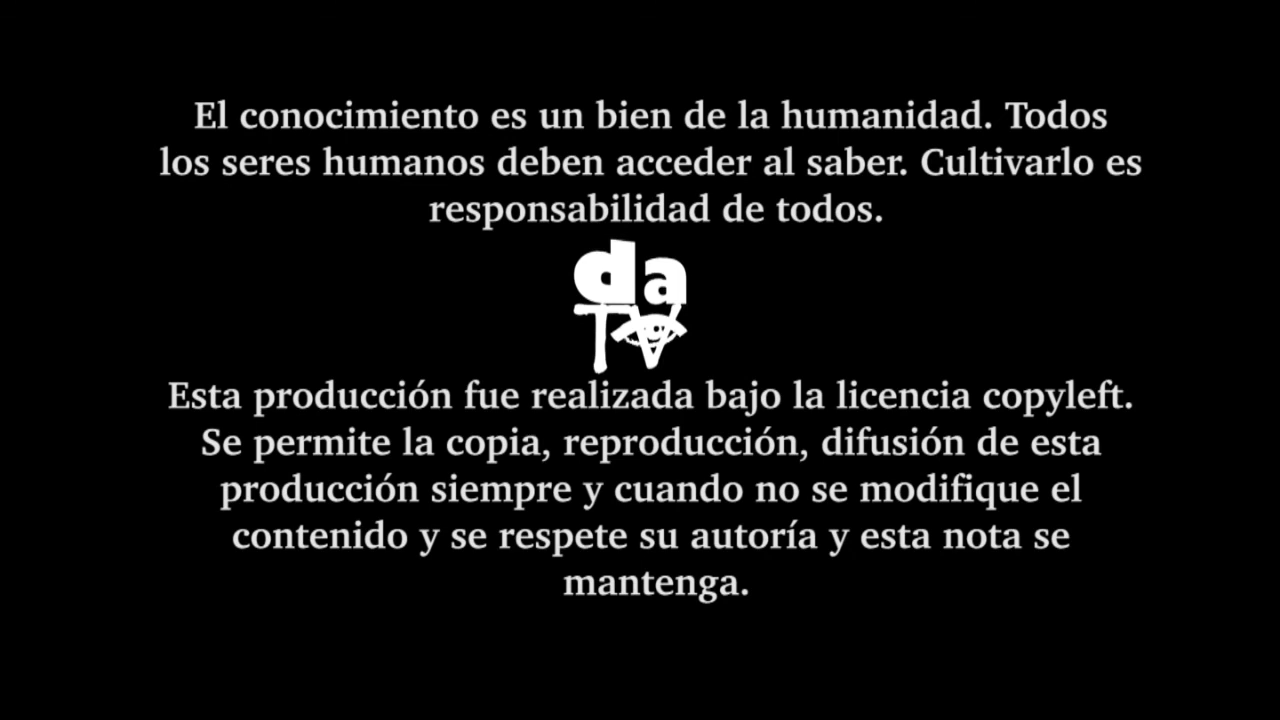 El conocimiento es un bien de la humanidad. Todos
los seres humanos deben acceder al saber. Cultivarlo es
responsabilidad de todos.
da
TV
Esta producción fue realizada bajo la licencia copyleft.
Se permite la copia, reproducción, difusión de esta
producción siempre y cuando no se modifique el
contenido y se respete su autoría y esta nota se
mantenga.